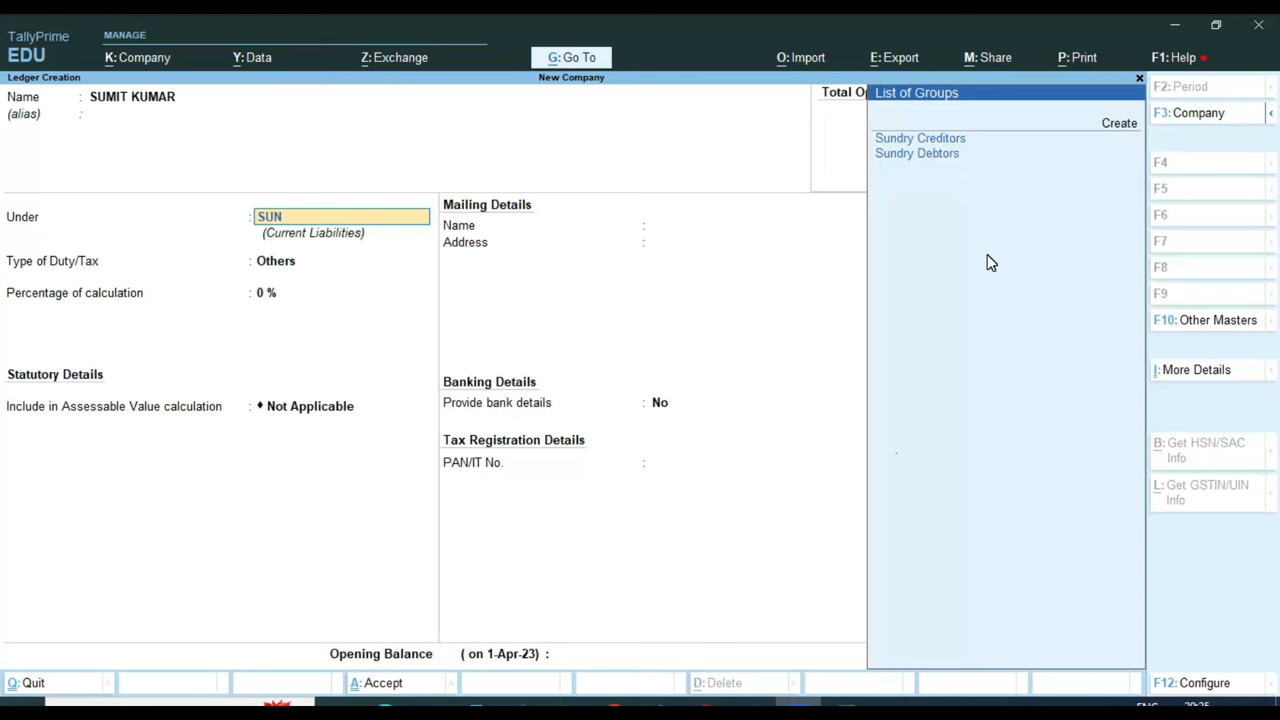 TallyPrime
EDU
MANAGE
K: Company
Y: Data
Z: Exchange
G: Go To
O: Import
E: Export
M: Share
P: Print
F1: Help
Ledger Creation
New Company
Name : SUMIT KUMAR
(alias) :
Total Op
List of Groups
Create
Sundry Creditors
Sundry Debtors
Under : SUN
(Current Liabilities)
Type of Duty/Tax : Others
Percentage of calculation : 0 %
Statutory Details
Include in Assessable Value calculation : ♦ Not Applicable
Mailing Details
Name :
Address :
Banking Details
Provide bank details : No
Tax Registration Details
PAN/IT No. :
Opening Balance ( on 1-Apr-23) :
F2: Period
F3: Company
F4
F5
F6
F7
F8
F9
F10: Other Masters
I: More Details
B: Get HSN/SAC
Info
L: Get GSTIN/UIN
Info
Q: Quit
A: Accept
D: Delete
F12: Configure